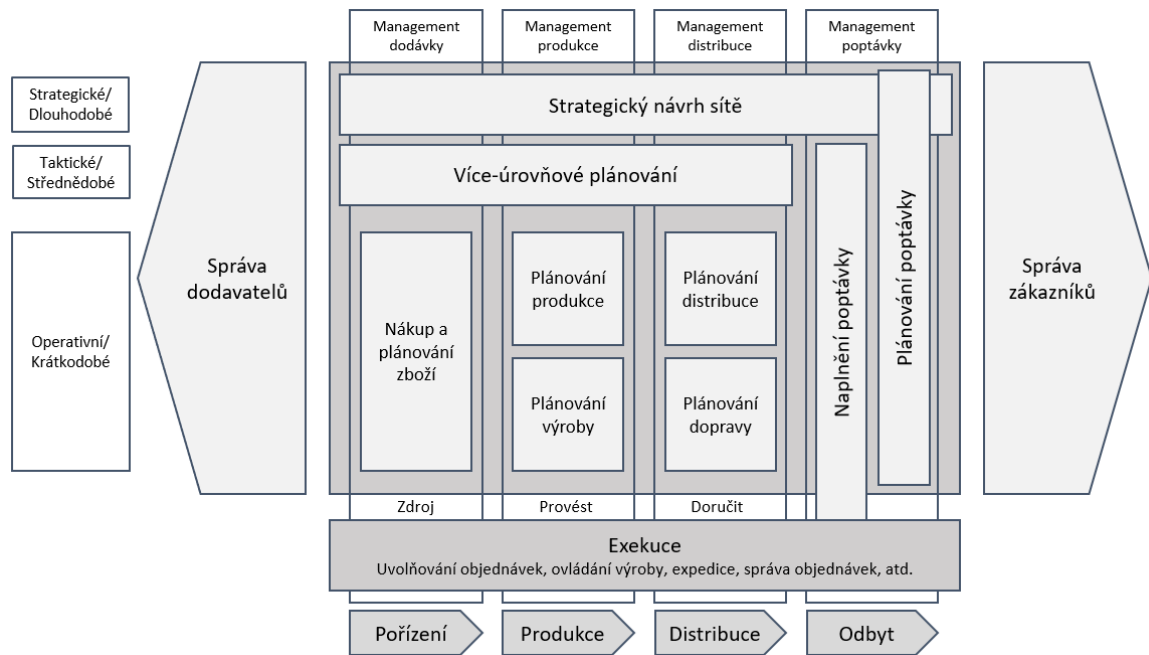 Management
dodávky
Management
produkce
Management
distribuce
Management
poptávky
Strategické/
Dlouhodobé
Taktické/
Střednědobé
Operativní/
Krátkodobé
Správa
dodavatelů
Strategický návrh sítě
Více-úrovňové plánování
Nákup a
plánování
zboží
Plánování
produkce
Plánování
výroby
Plánování
distribuce
Plánování
dopravy
Naplnění poptávky
Plánování poptávky
Správa
zákazníků
Zdroj
Provést
Doručit
Exekuce
Uvolňování objednávek, ovládání výroby, expedice, správa objednávek, atd.
Pořízení
Produkce
Distribuce
Odbyt